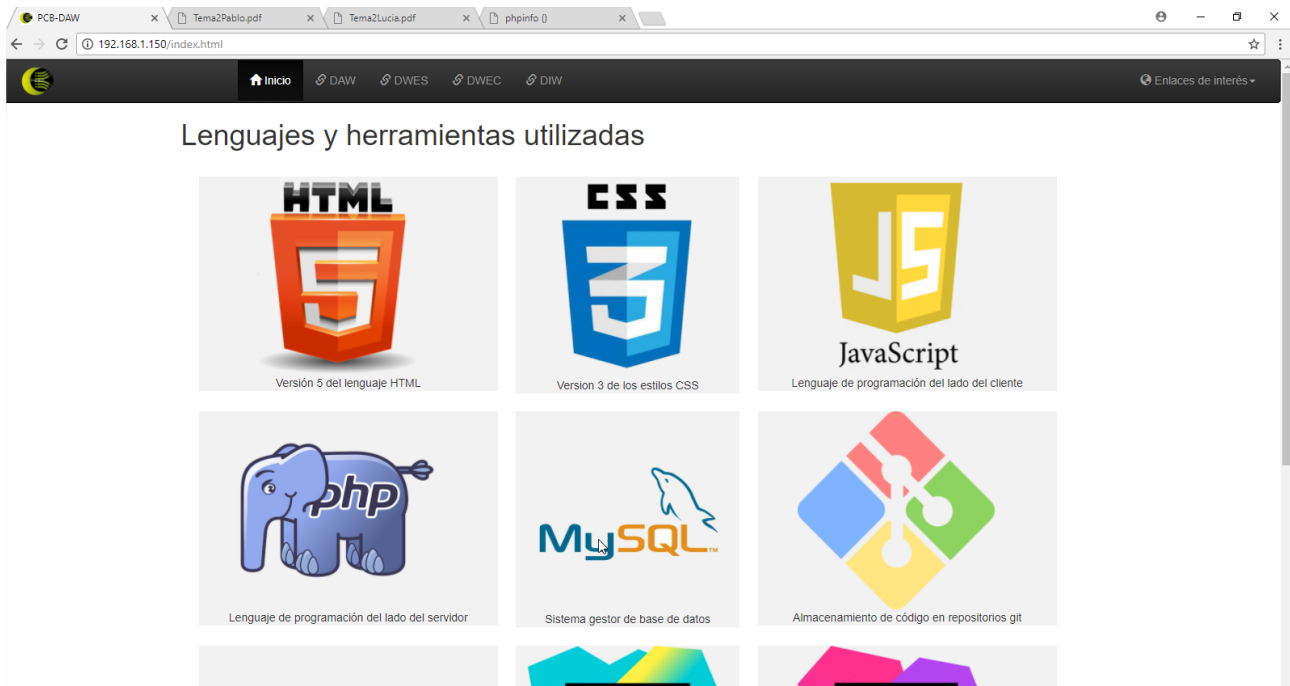 PCB-DAW
Tema2Pablo.pdf
Tema2Lucia.pdf
phpinfo ()
192.168.1.150/index.html
Inicio
DAW
DWES
DWEC
DIW
Enlaces de interés
Lenguajes y herramientas utilizadas
HTML
5
CSS
3
JS
JavaScript
Versión 5 del lenguaje HTML
Version 3 de los estilos CSS
Lenguaje de programación del lado del cliente
php
MySQL™
Lenguaje de programación del lado del servidor
Sistema gestor de base de datos
Almacenamiento de código en repositorios git